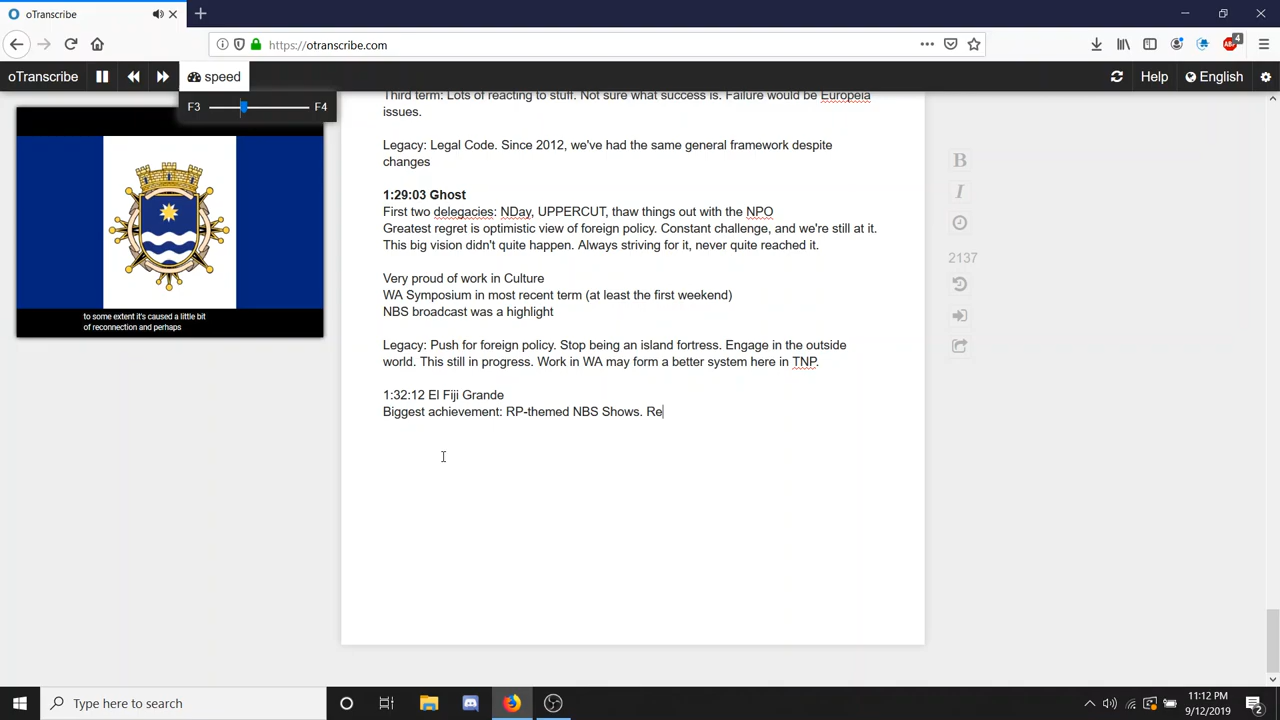 oTranscribe
https://otranscribe.com
4
oTranscribe
speed
Help
English
F3
F4
Third term: Lots of reacting to stuff. Not sure what success is. Failure would be Europeia
issues.
Legacy: Legal Code. Since 2012, we've had the same general framework despite
changes
1:29:03 Ghost
First two delegacies: NDay, UPPERCUT, thaw things out with the NPO
Greatest regret is optimistic view of foreign policy. Constant challenge, and we're still at it.
This big vision didn't quite happen. Always striving for it, never quite reached it.
Very proud of work in Culture
WA Symposium in most recent term (at least the first weekend)
NBS broadcast was a highlight
Legacy: Push for foreign policy. Stop being an island fortress. Engage in the outside
world. This still in progress. Work in WA may form a better system here in TNP.
1:32:12 El Fiji Grande
Biggest achievement: RP-themed NBS Shows. Re
to some extent it's caused a little bit
of reconnection and perhaps
B
I
2137
Type here to search
11:12 PM
9/12/2019
2